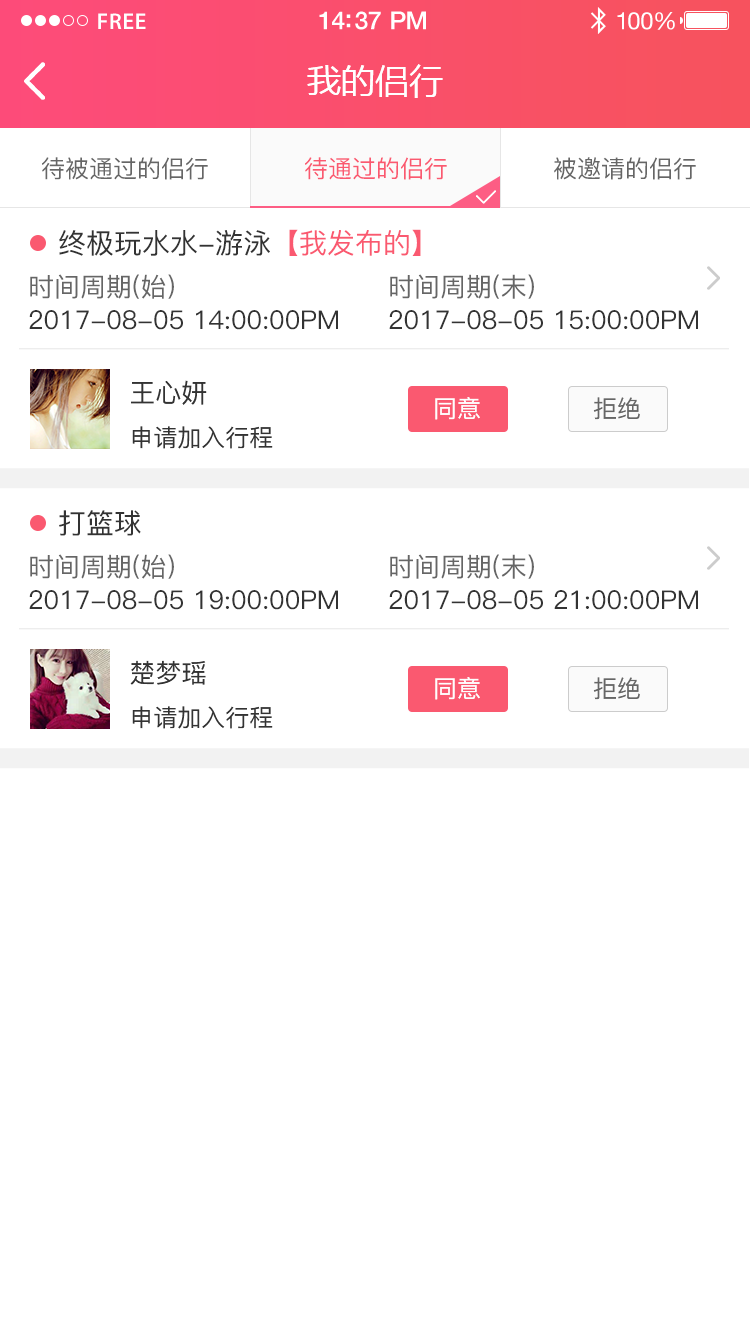 FREE 14:37 PM 100%
我的侣行
待被通过的侣行 待通过的侣行 被邀请的侣行
终极玩水水-游泳【我发布的】
时间周期(始) 时间周期(末)
2017-08-05 14:00:00PM 2017-08-05 15:00:00PM
王心妍 同意 拒绝
申请加入行程
打篮球
时间周期(始) 时间周期(末)
2017-08-05 19:00:00PM 2017-08-05 21:00:00PM
楚梦瑶 同意 拒绝
申请加入行程